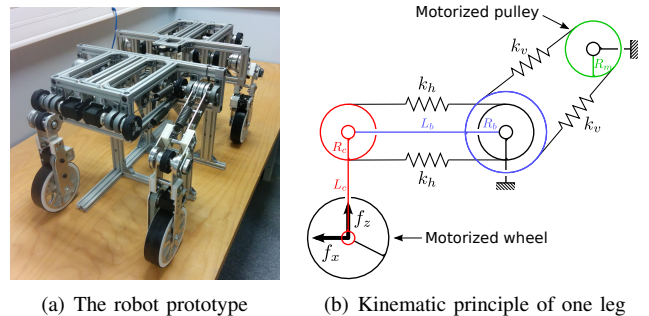 Motorized pulley
k_v
R_m
k_h
k_v
L_b
R_b
R_c
k_h
L_c
f_z
f_x
Motorized wheel
(a) The robot prototype
(b) Kinematic principle of one leg